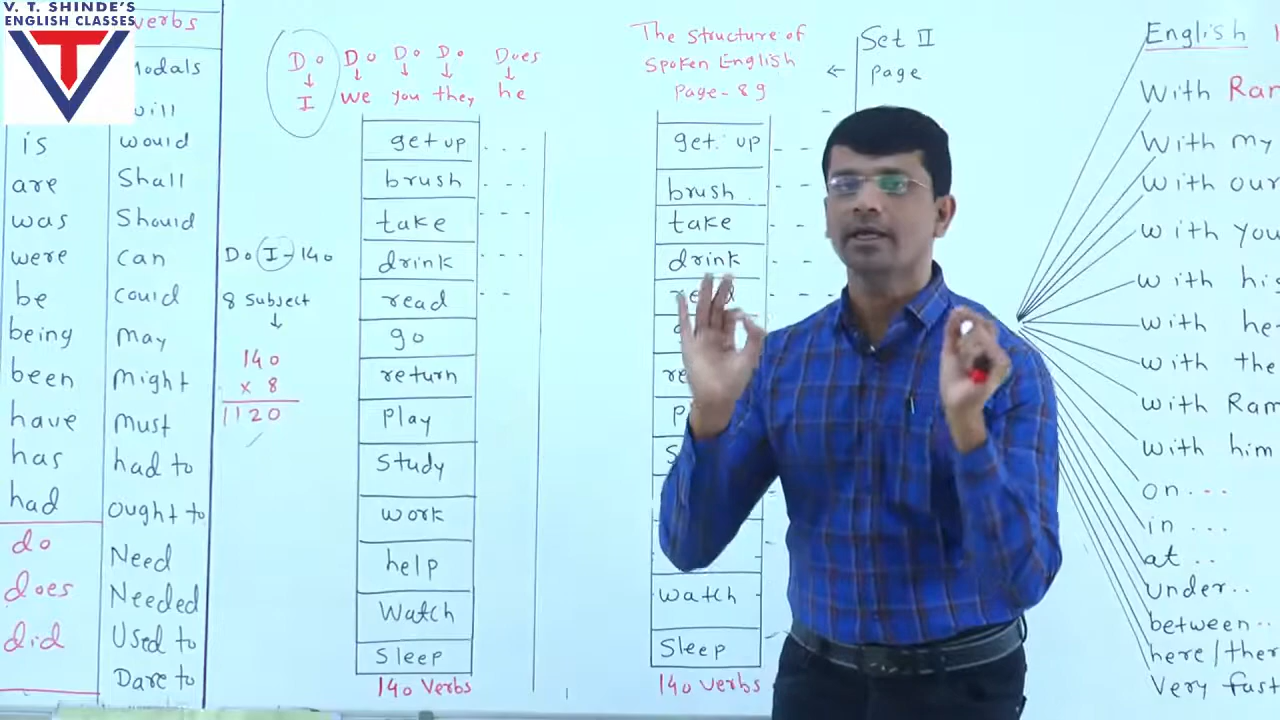 V. T. SHINDE'S
ENGLISH CLASSES
verbs
Modals
will
is would
are Shall
was Should
were can
be could
being may
been might
have must
has had to
had ought to
do Need
does Needed
did Used to
Dare to
Do Do Do Do Does
I we you they he
Do I - 140
8 Subject
140
x 8
1120
get up
brush
take
drink
read
go
return
Play
Study
work
help
Watch
Sleep
140 Verbs
The Structure of
Spoken English
Page - 89
get up
brush
take
drink
watch
Sleep
140 verbs
Set II
page
English
With
With my
With our
with you
with
with
with the
with
with him
on...
in...
at..
under..
between..
here/
Very fast